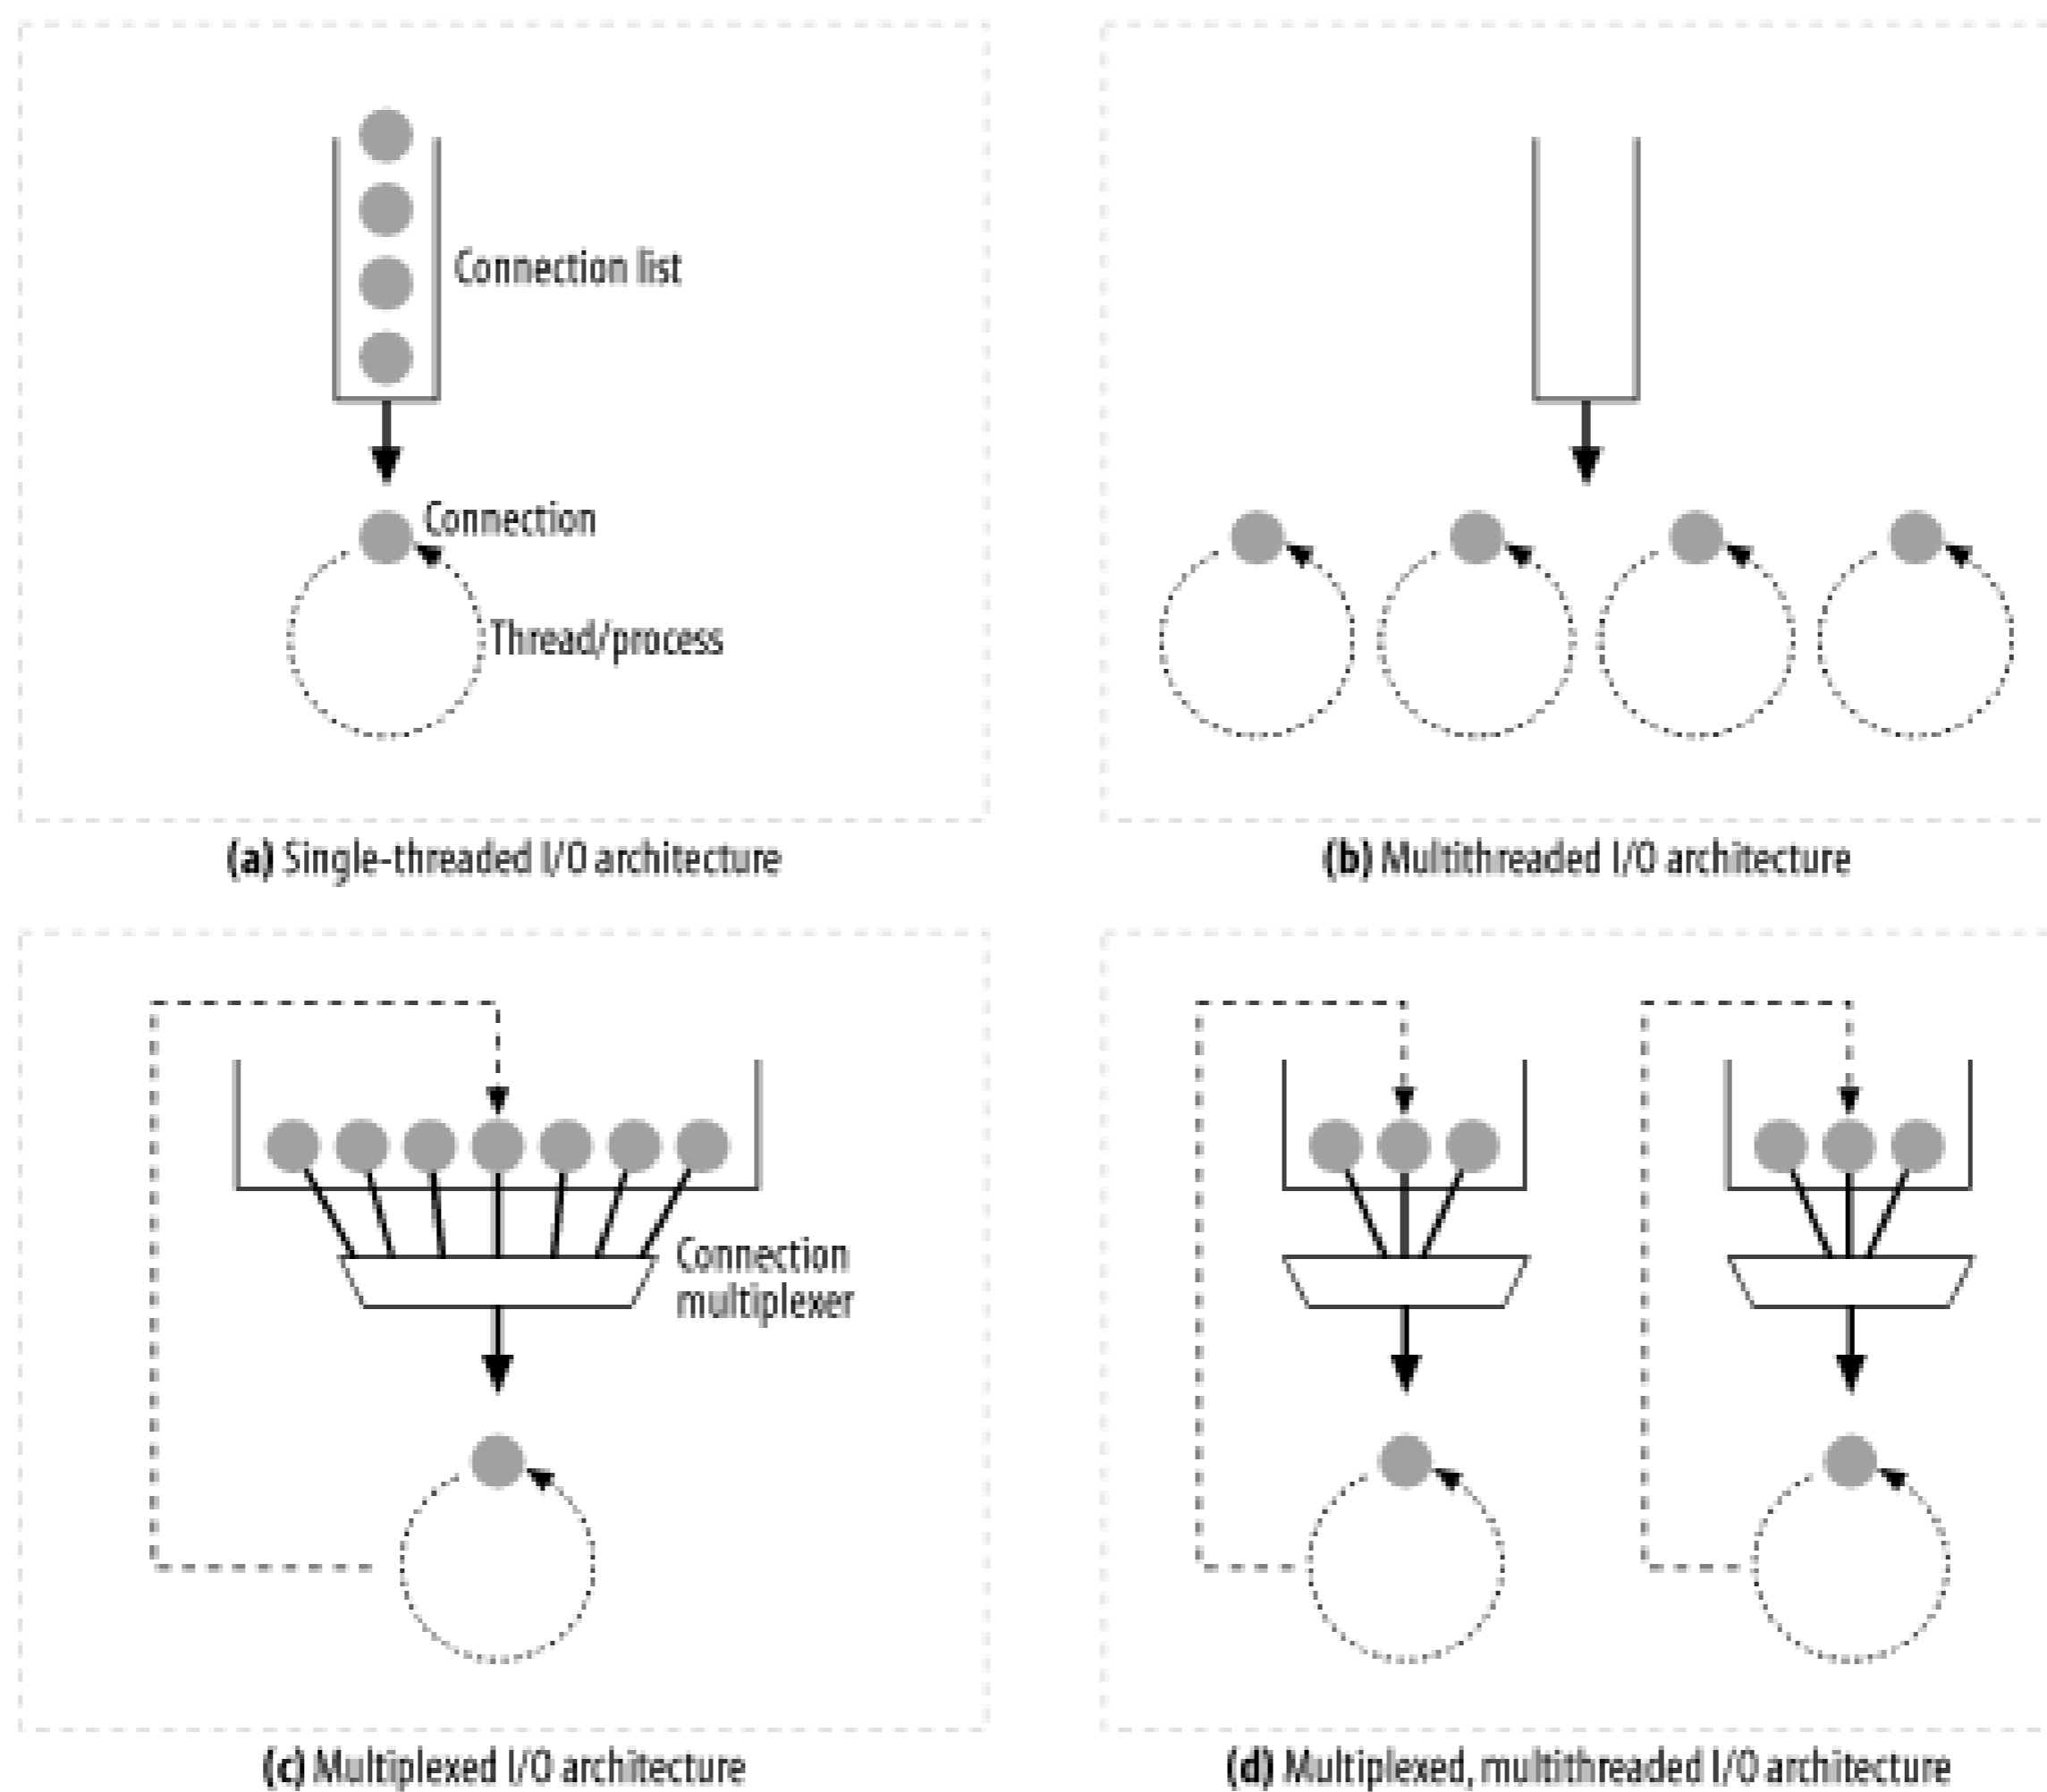 Connection list
Connection
Thread/process
(a) Single-threaded I/O architecture
(b) Multithreaded I/O architecture
Connection
multiplexer
(c) Multiplexed I/O architecture
(d) Multiplexed, multithreaded I/O architecture